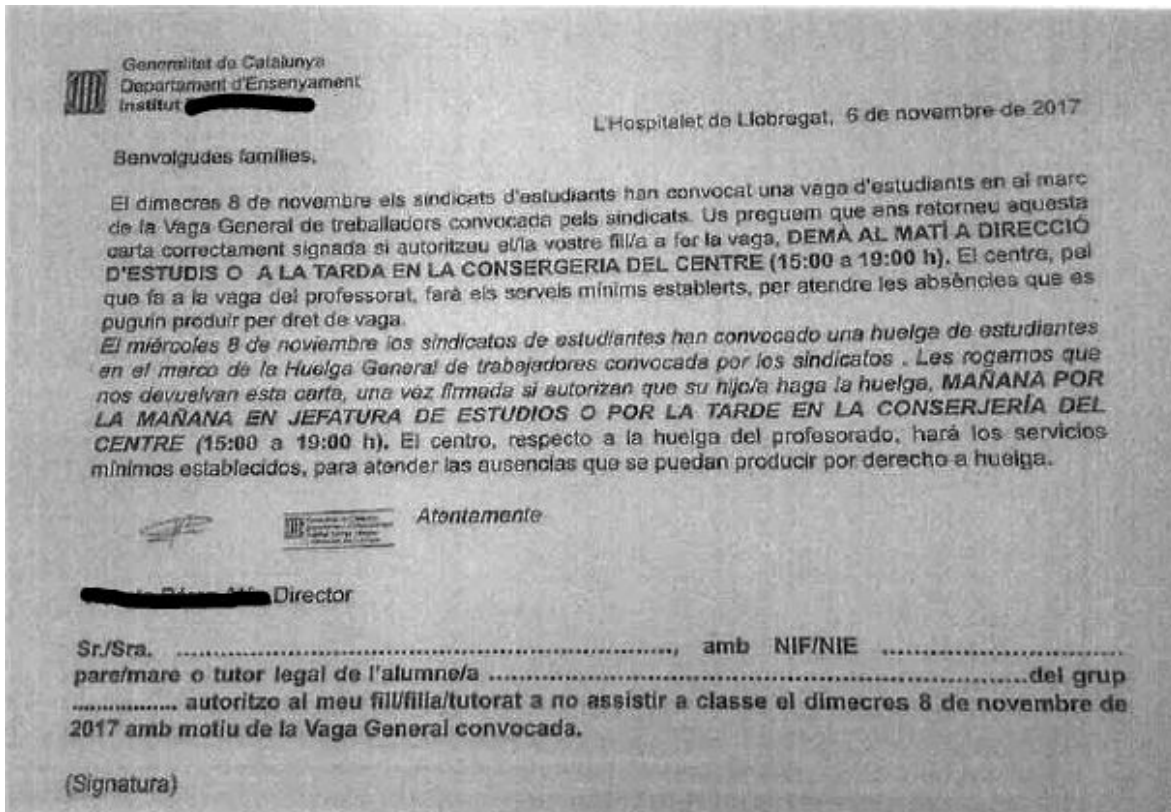 Generalitat de Catalunya
Departament d'Ensenyament
Institut
L'Hospitalet de Llobregat, 6 de novembre de 2017
Benvolgudes famílies,
El dimecres 8 de novembre els sindicats d'estudiants han convocat una vaga d'estudiants en el marc
de la Vaga General de treballadors convocada pels sindicats. Us preguem que ens retorneu aquesta
carta correctament signada si autoritzeu el/la vostre fill/a a fer la vaga, DEMÀ AL MATÍ A DIRECCIÓ
D'ESTUDIS O A LA TARDA EN LA CONSERGERIA DEL CENTRE (15:00 a 19:00 h). El centre, pel
que fa a la vaga del professorat, farà els serveis mínims establerts, per atendre les absències que es
puguin produir per dret de vaga.
El miércoles 8 de noviembre los sindicatos de estudiantes han convocado una huelga de estudiantes
en el marco de la Huelga General de trabajadores convocada por los sindicatos . Les rogamos que
nos devuelvan esta carta, una vez firmada si autorizan que su hijo/a haga la huelga, MAÑANA POR
LA MAÑANA EN JEFATURA DE ESTUDIOS O POR LA TARDE EN LA CONSERJERÍA DEL
CENTRE (15:00 a 19:00 h). El centro, respecto a la huelga del profesorado, hará los servicios
mínimos establecidos, para atender las ausencias que se puedan producir por derecho a huelga.
Atentamente
Director
Sr./Sra. ......................................................................, amb NIF/NIE ..................................
pare/mare o tutor legal de l'alumne/a ..............................................................................del grup
................ autoritzo al meu fill/filla/tutorat a no assistir a classe el dimecres 8 de novembre de
2017 amb motiu de la Vaga General convocada.
(Signatura)